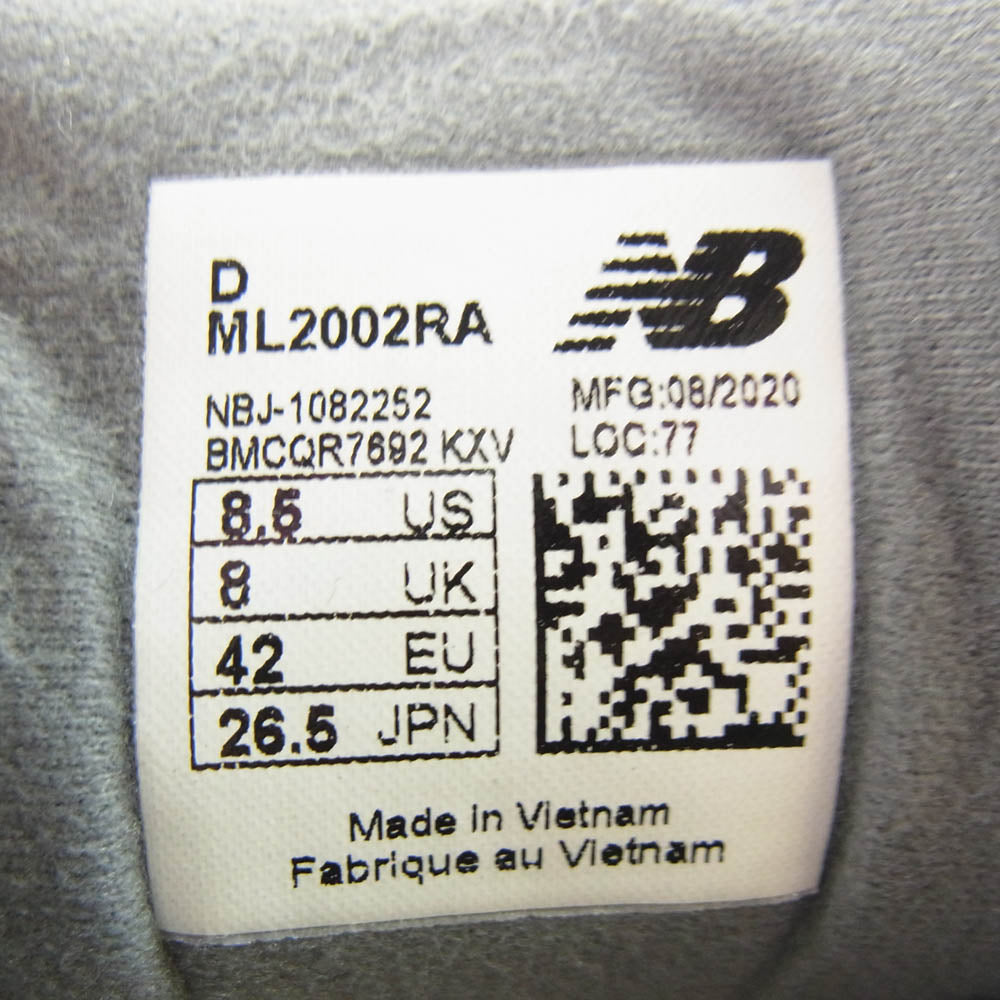 D
ML2002RA
NB
NBJ-1082252
BMCQR7692 KXV
MFG:08/2020
LOC:77
8.5 US
8 UK
42 EU
26.5 JPN
Made in Vietnam
Fabrique au Vietnam